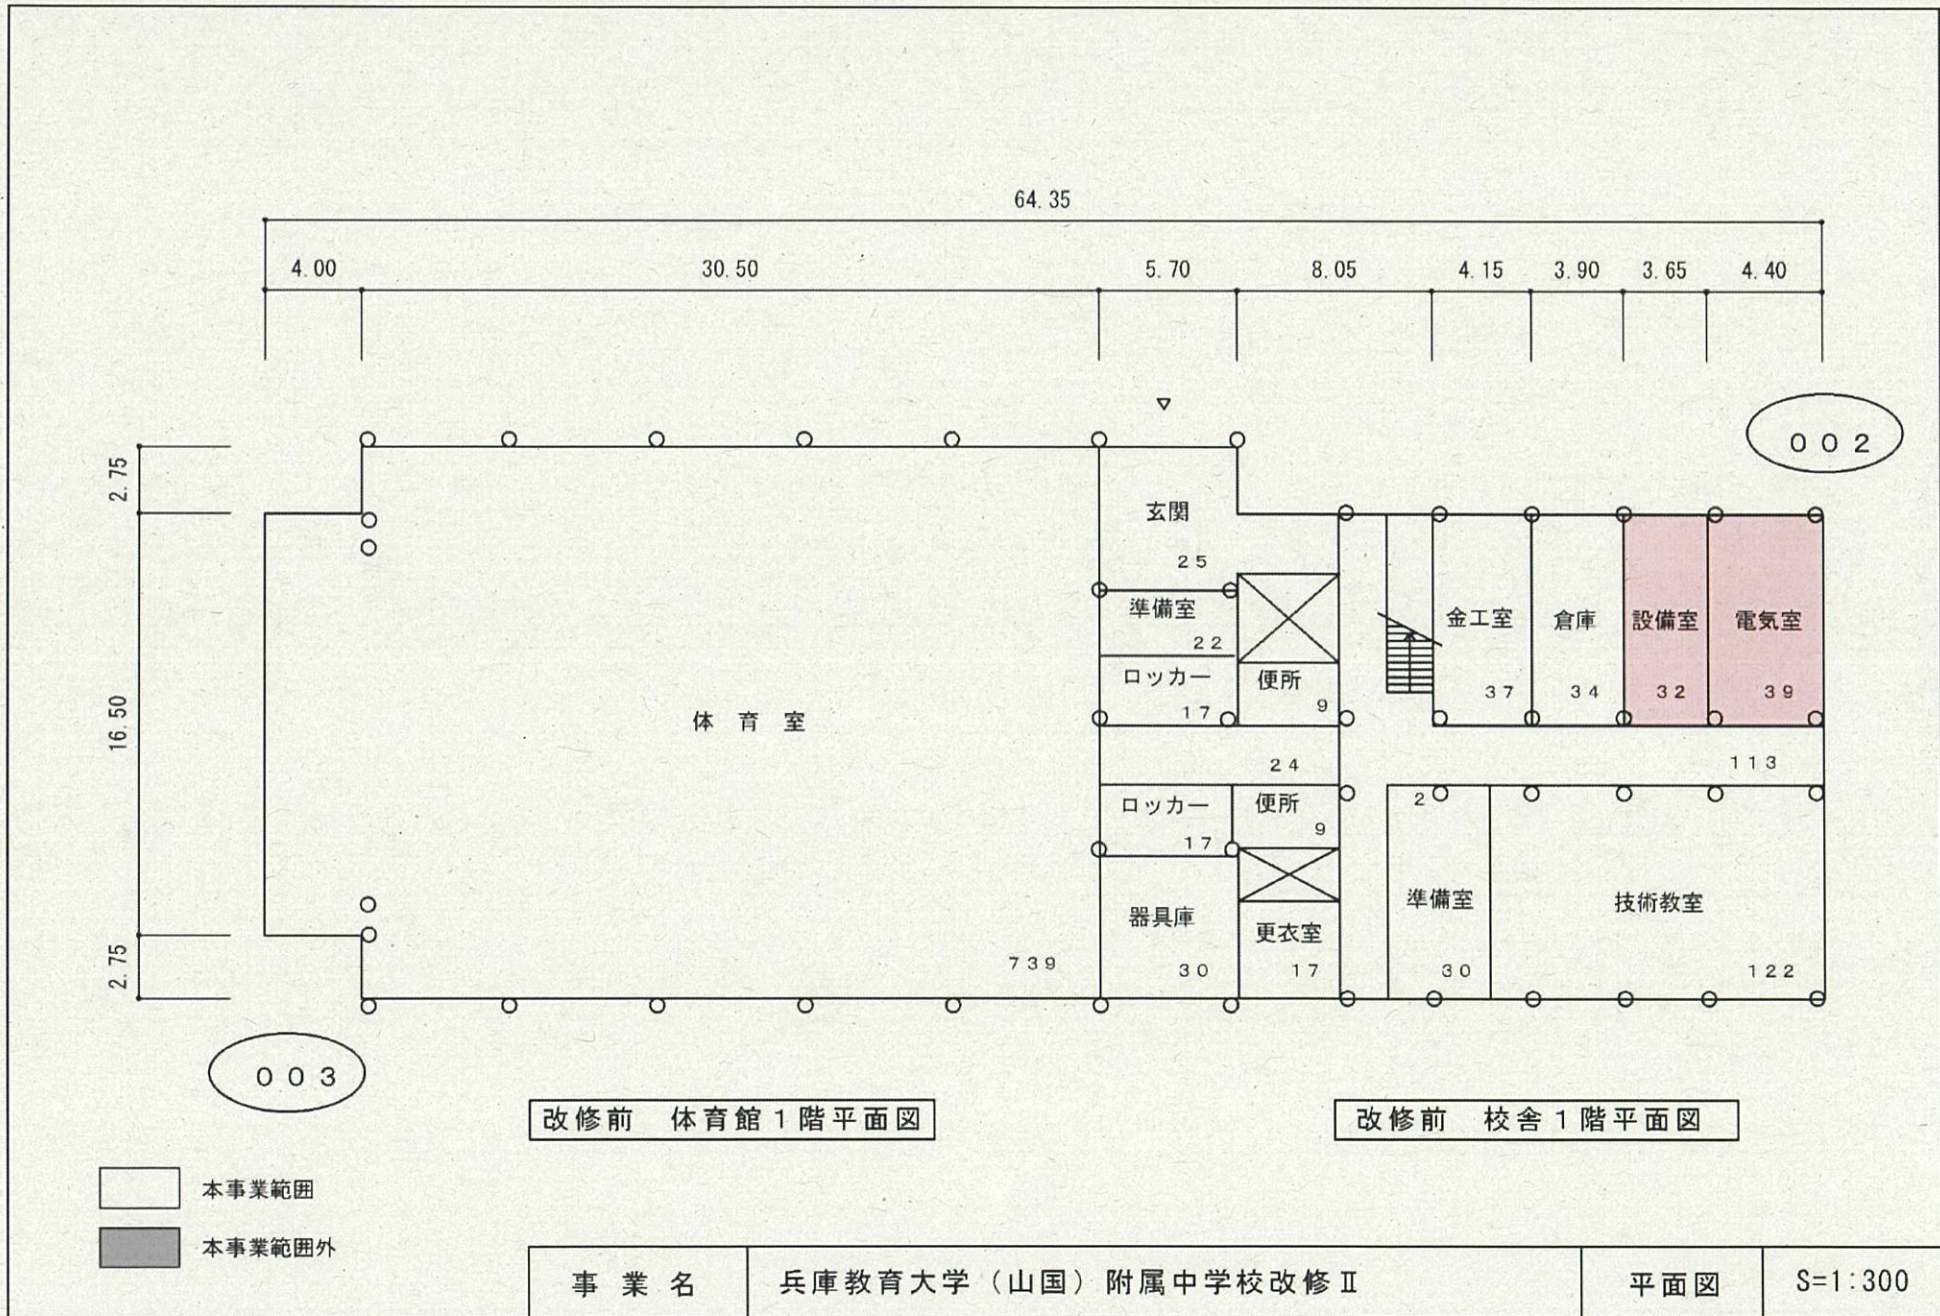 64.35
4.00 30.50 5.70 8.05 4.15 3.90 3.65 4.40
002
2.75
16.50
2.75
玄関
25
準備室
22
ロッカー
17
便所
9
金工室
37
倉庫
34
設備室
32
電気室
39
体育室
739
24
113
ロッカー
17
便所
9
2
器具庫
30
更衣室
17
準備室
30
技術教室
122
003
改修前 体育館1階平面図
改修前 校舎1階平面図
本事業範囲
本事業範囲外
事業名 兵庫教育大学（山国）附属中学校改修Ⅱ 平面図 S=1:300